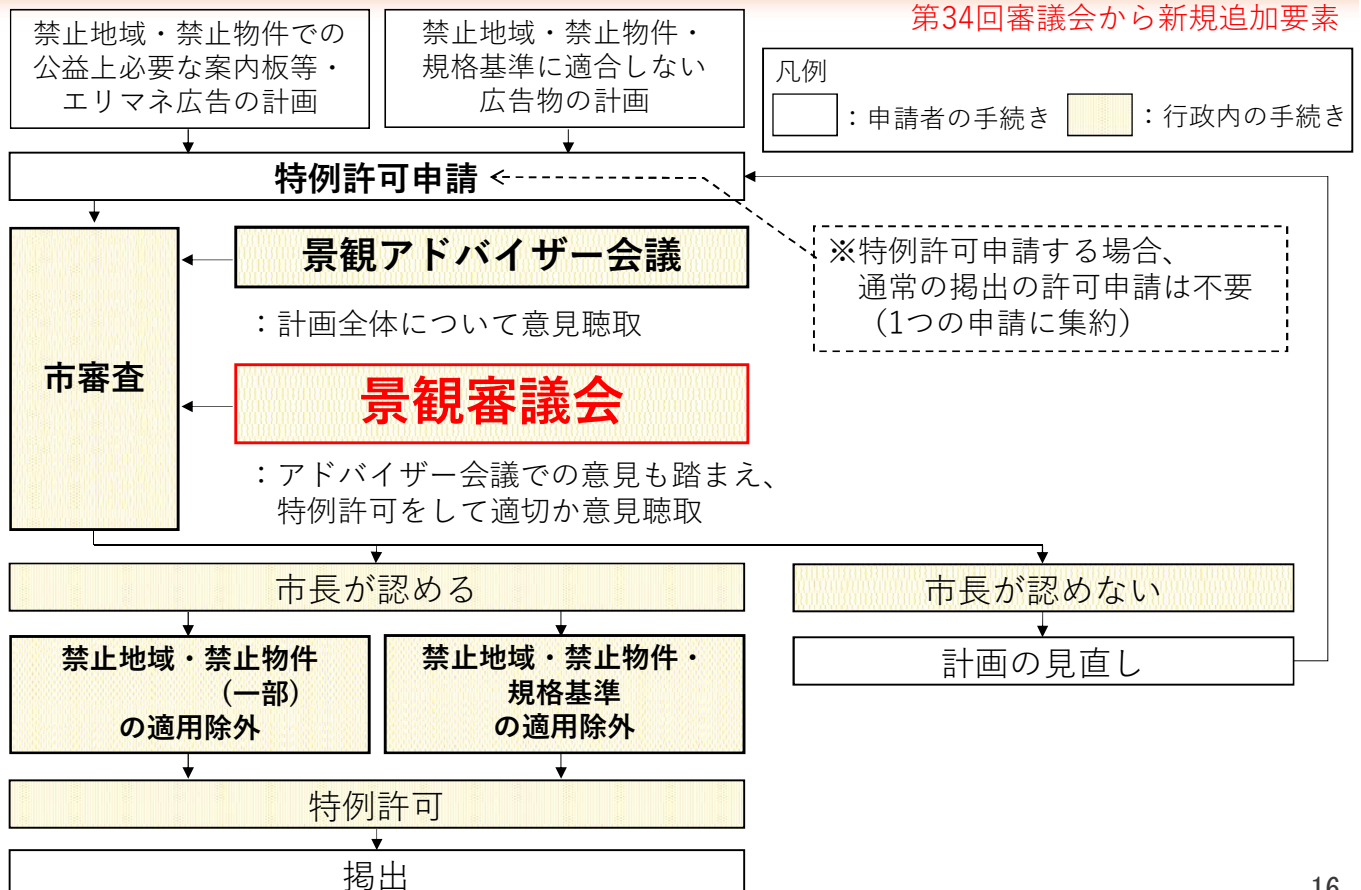 第34回審議会から新規追加要素
禁止地域・禁止物件での
公益上必要な案内板等・
エリマネ広告の計画
禁止地域・禁止物件・
規格基準に適合しない
広告物の計画
凡例
：申請者の手続き
：行政内の手続き
特例許可申請
※特例許可申請する場合、
通常の掲出の許可申請は不要
（1つの申請に集約）
市審査
景観アドバイザー会議
：計画全体について意見聴取
景観審議会
：アドバイザー会議での意見も踏まえ、
特例許可をして適切か意見聴取
市長が認める
市長が認めない
禁止地域・禁止物件
(一部)
の適用除外
禁止地域・禁止物件・
規格基準
の適用除外
計画の見直し
特例許可
掲出
16